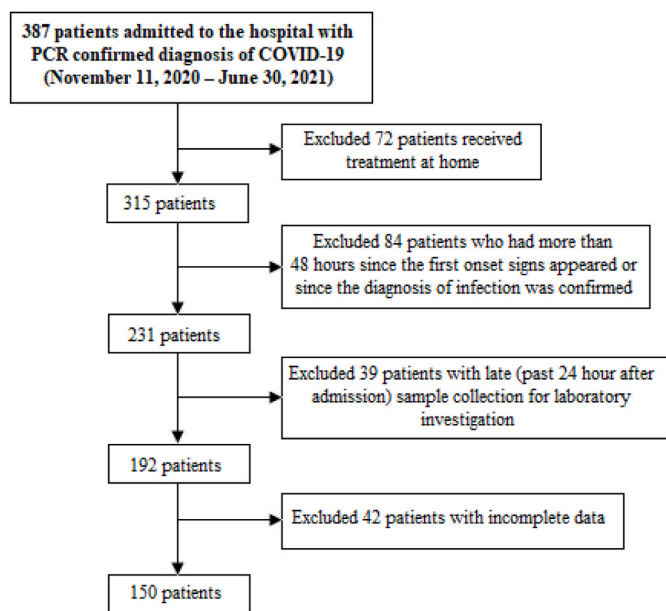 387 patients admitted to the hospital with
PCR confirmed diagnosis of COVID-19
(November 11, 2020 – June 30, 2021)
Excluded 72 patients received
treatment at home
315 patients
Excluded 84 patients who had more than
48 hours since the first onset signs appeared or
since the diagnosis of infection was confirmed
231 patients
Excluded 39 patients with late (past 24 hour after
admission) sample collection for laboratory
investigation
192 patients
Excluded 42 patients with incomplete data
150 patients